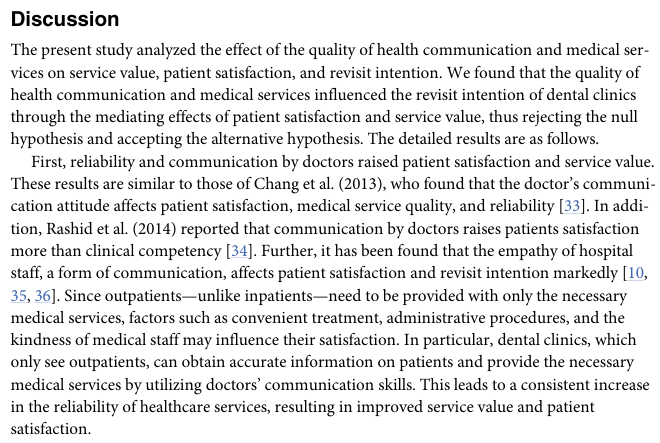 Discussion
The present study analyzed the effect of the quality of health communication and medical ser-
vices on service value, patient satisfaction, and revisit intention. We found that the quality of
health communication and medical services influenced the revisit intention of dental clinics
through the mediating effects of patient satisfaction and service value, thus rejecting the null
hypothesis and accepting the alternative hypothesis. The detailed results are as follows.
First, reliability and communication by doctors raised patient satisfaction and service value.
These results are similar to those of Chang et al. (2013), who found that the doctor's communi-
cation attitude affects patient satisfaction, medical service quality, and reliability [33]. In addi-
tion, Rashid et al. (2014) reported that communication by doctors raises patients satisfaction
more than clinical competency [34]. Further, it has been found that the empathy of hospital
staff, a form of communication, affects patient satisfaction and revisit intention markedly [10,
35, 36]. Since outpatients—unlike inpatients—need to be provided with only the necessary
medical services, factors such as convenient treatment, administrative procedures, and the
kindness of medical staff may influence their satisfaction. In particular, dental clinics, which
only see outpatients, can obtain accurate information on patients and provide the necessary
medical services by utilizing doctors' communication skills. This leads to a consistent increase
in the reliability of healthcare services, resulting in improved service value and patient
satisfaction.